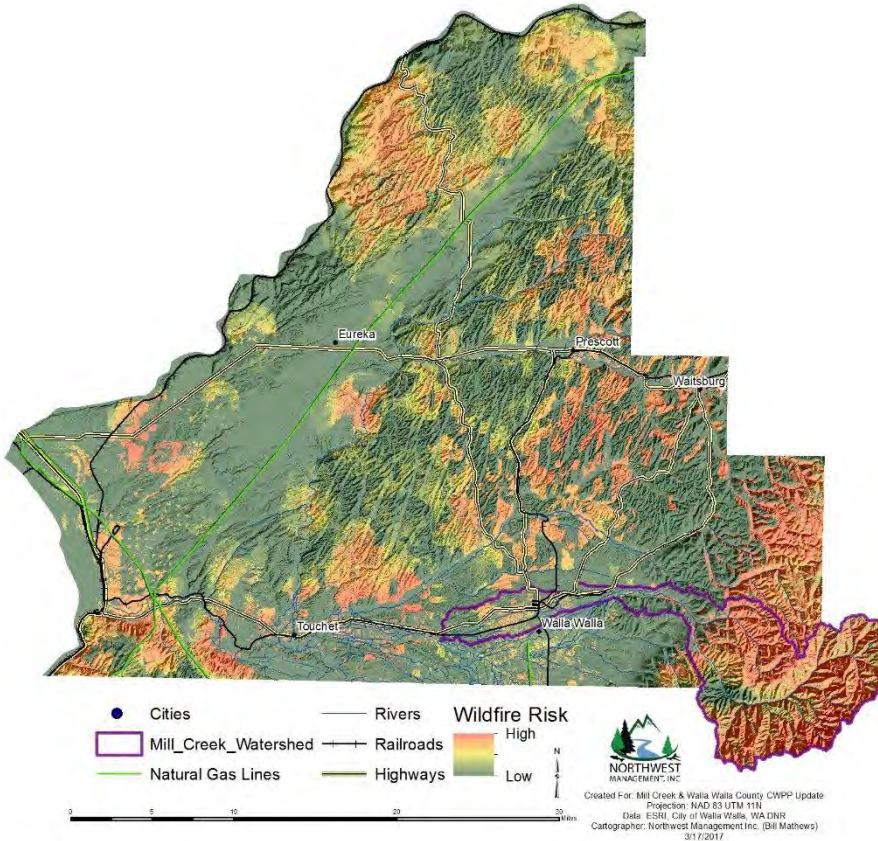 Eureka
Prescott
Waitsburg
Touchet
Walla Walla
Cities
Rivers
Wildfire Risk
Mill_Creek_Watershed
Railroads
High
Natural Gas Lines
Highways
Low
N
NORTHWEST
MANAGEMENT, INC
0 5 10 20 30
Miles
Created For: Mill Creek & Walla Walla County CWPP Update
Projection: NAD 83 UTM 11N
Data: ESRI, City of Walla Walla, WA DNR
Cartographer: Northwest Management Inc. (Bill Mathews)
3/17/2017